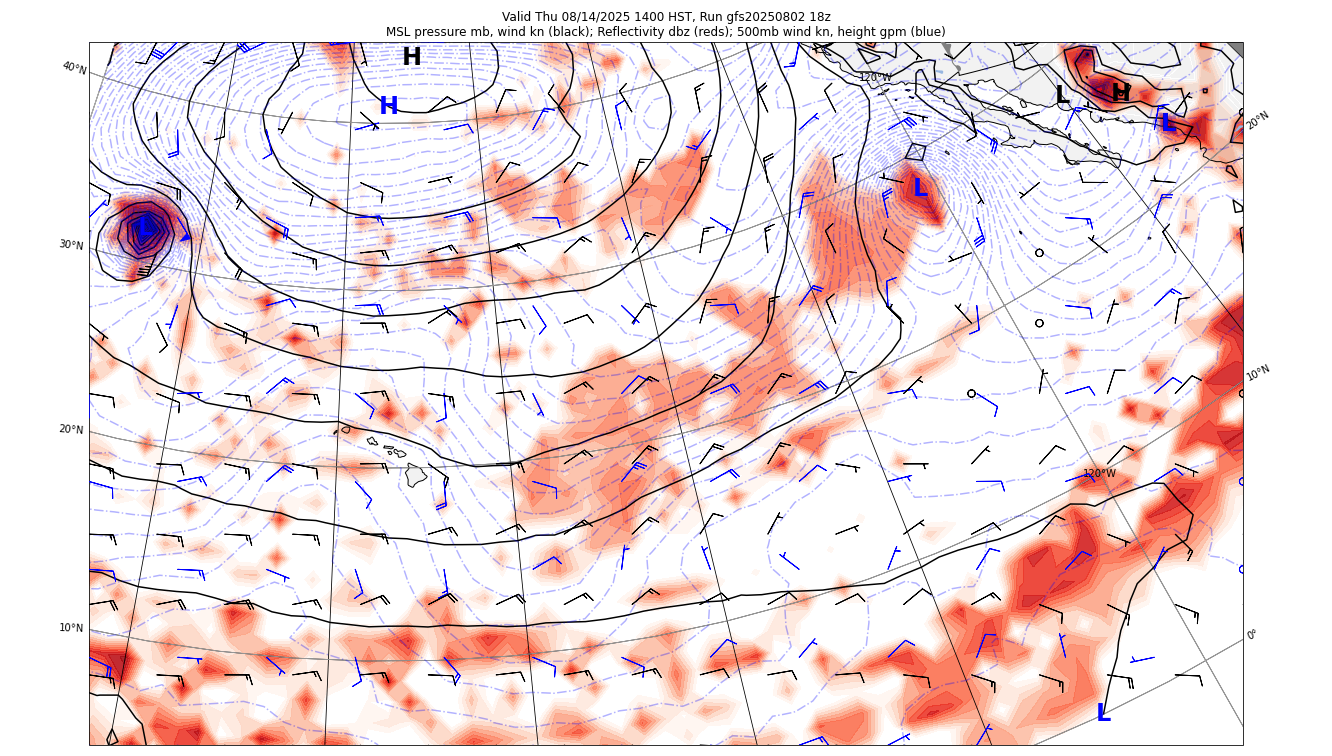 Valid Thu 08/14/2025 1400 HST, Run gfs20250802 18z
MSL pressure mb, wind kn (black); Reflectivity dbz (reds); 500mb wind kn, height gpm (blue)
H
40°N
120°W
H
L
H
L
20°N
L
L
30°N
10°N
20°N
120°W
10°N
0°
L